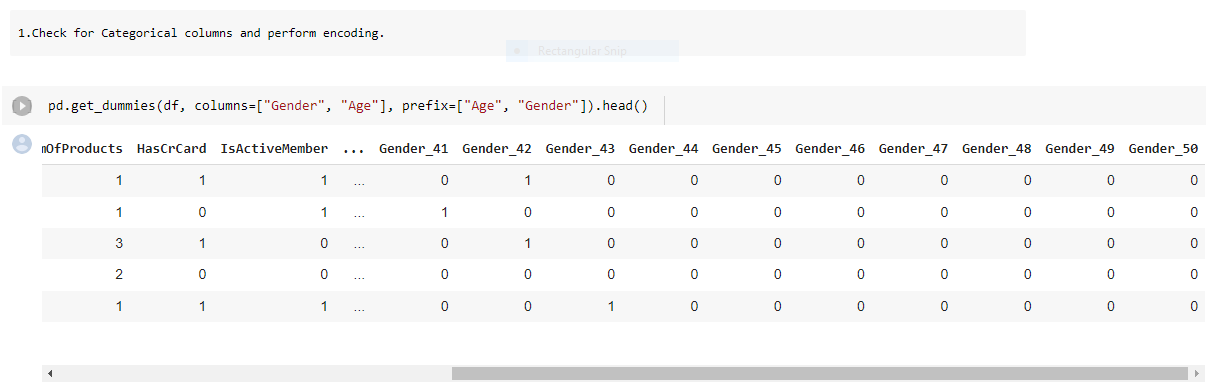 1.Check for Categorical columns and perform encoding.
Rectangular Snip
pd.get_dummies(df, columns=["Gender", "Age"], prefix=["Age", "Gender"]).head()
nOfProducts HasCrCard IsActiveMember ... Gender_41 Gender_42 Gender_43 Gender_44 Gender_45 Gender_46 Gender_47 Gender_48 Gender_49 Gender_50
1 1 1 ... 0 1 0 0 0 0 0 0 0 0
1 0 1 ... 1 0 0 0 0 0 0 0 0 0
3 1 0 ... 0 1 0 0 0 0 0 0 0 0
2 0 0 ... 0 0 0 0 0 0 0 0 0 0
1 1 1 ... 0 0 1 0 0 0 0 0 0 0